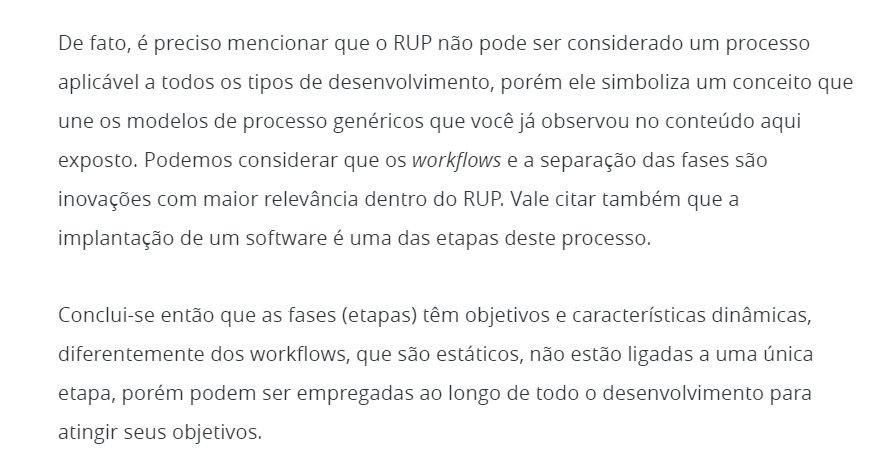 De fato, é preciso mencionar que o RUP não pode ser considerado um processo
aplicável a todos os tipos de desenvolvimento, porém ele simboliza um conceito que
une os modelos de processo genéricos que você já observou no conteúdo aqui
exposto. Podemos considerar que os workflows e a separação das fases são
inovações com maior relevância dentro do RUP. Vale citar também que a
implantação de um software é uma das etapas deste processo.
Conclui-se então que as fases (etapas) têm objetivos e características dinâmicas,
diferentemente dos workflows, que são estáticos, não estão ligadas a uma única
etapa, porém podem ser empregadas ao longo de todo o desenvolvimento para
atingir seus objetivos.